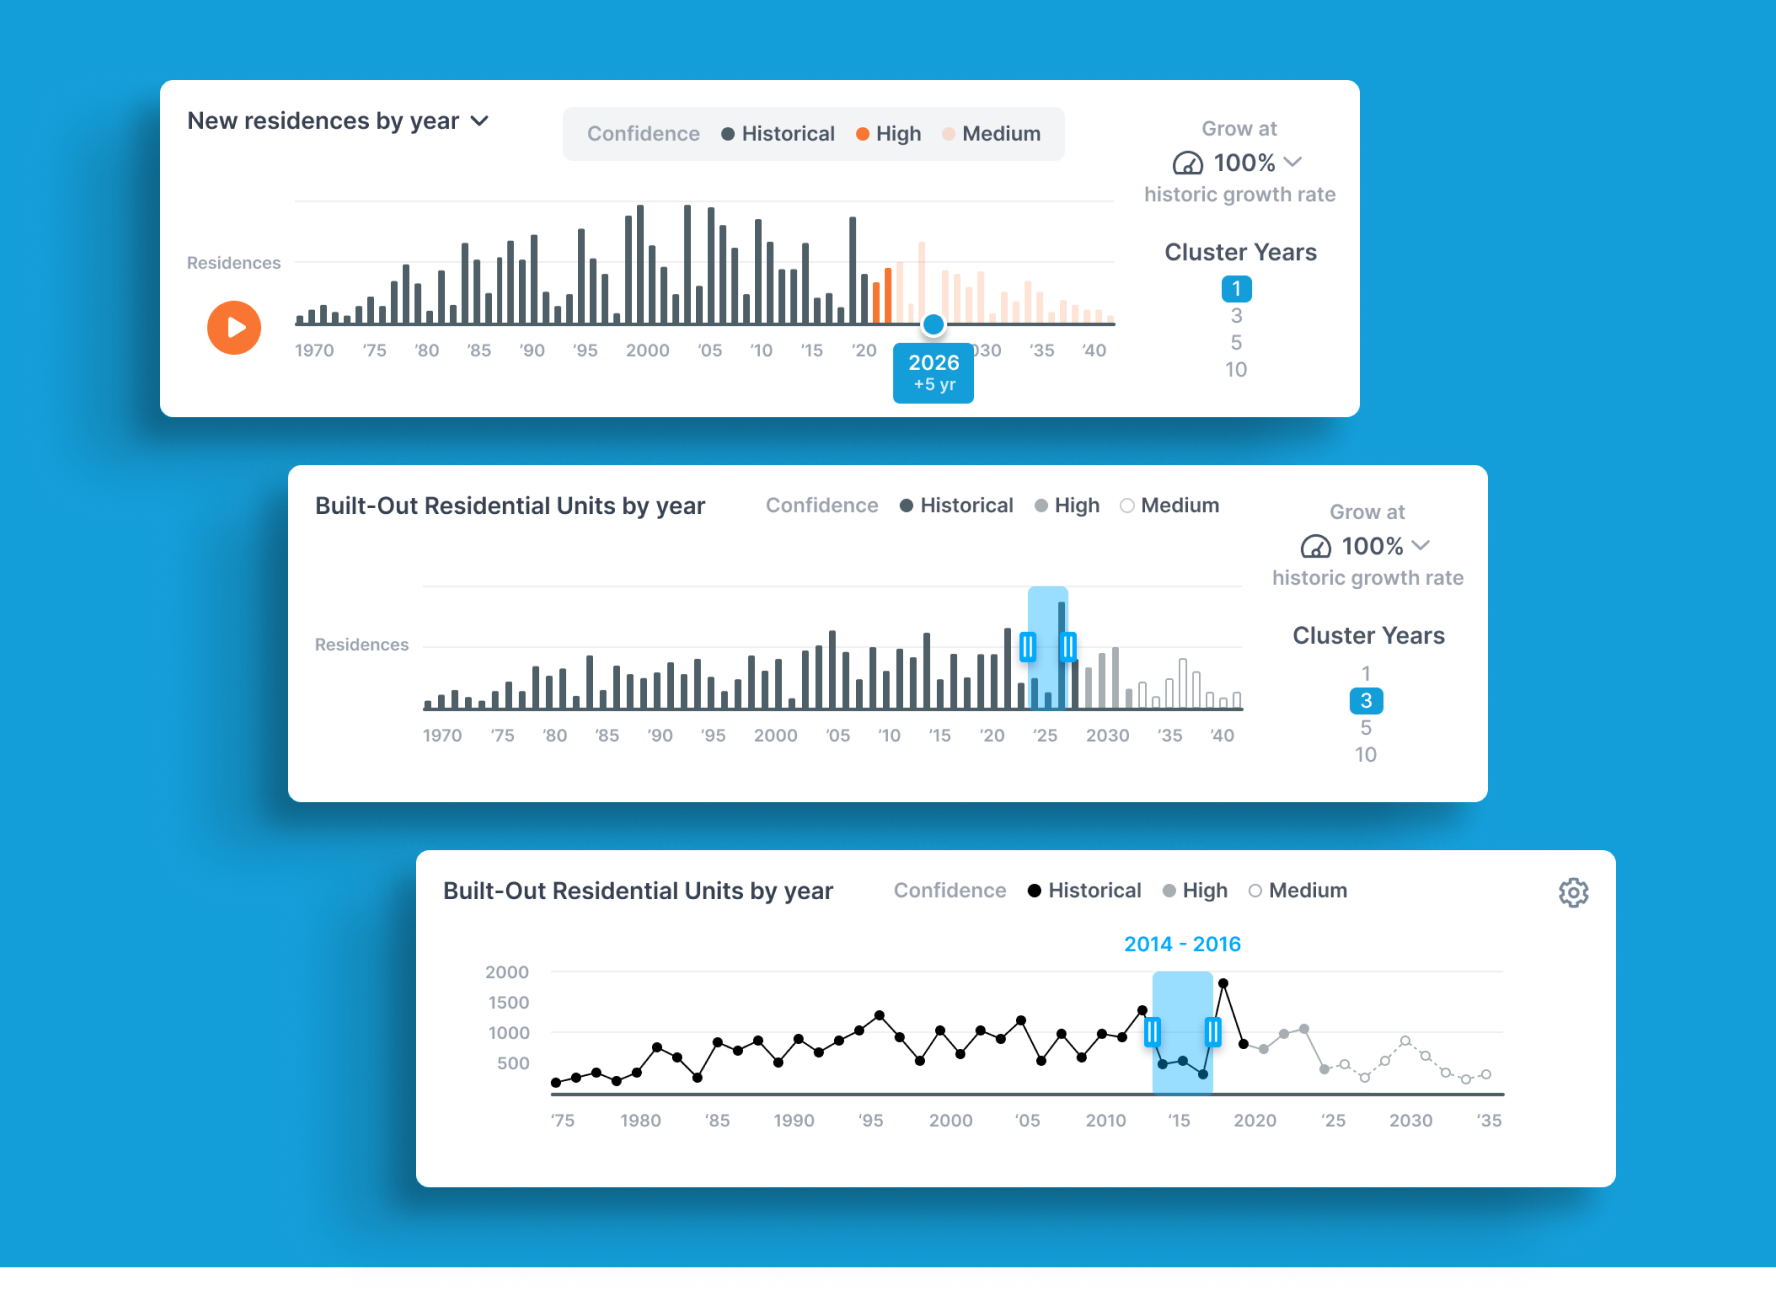 New residences by year
Confidence Historical High Medium
Grow at
100%
historic growth rate
Residences
Cluster Years
1
3
5
10
1970 ’75 ’80 ’85 ’90 ’95 2000 ’05 ’10 ’15 ’20 030 ’35 ’40
2026
+5 yr
Built-Out Residential Units by year
Confidence Historical High Medium
Grow at
100%
historic growth rate
Residences
Cluster Years
1
3
5
10
1970 ’75 ’80 ’85 ’90 ’95 2000 ’05 ’10 ’15 ’20 ’25 2030 ’35 ’40
Built-Out Residential Units by year
Confidence Historical High Medium
2014 - 2016
2000
1500
1000
500
‘75 1980 ‘85 1990 ‘95 2000 ‘05 2010 ‘15 2020 ‘25 2030 ‘35